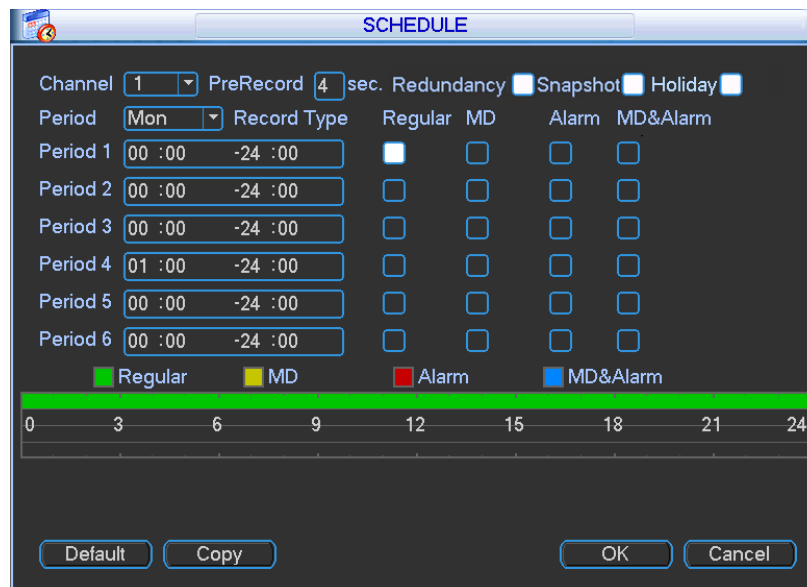 SCHEDULE
Channel 1 PreRecord 4 sec. Redundancy Snapshot Holiday
Period Mon Record Type Regular MD Alarm MD&Alarm
Period 1 00 :00 -24 :00
Period 2 00 :00 -24 :00
Period 3 00 :00 -24 :00
Period 4 01 :00 -24 :00
Period 5 00 :00 -24 :00
Period 6 00 :00 -24 :00
Regular MD Alarm MD&Alarm
0 3 6 9 12 15 18 21 24
Default Copy OK Cancel